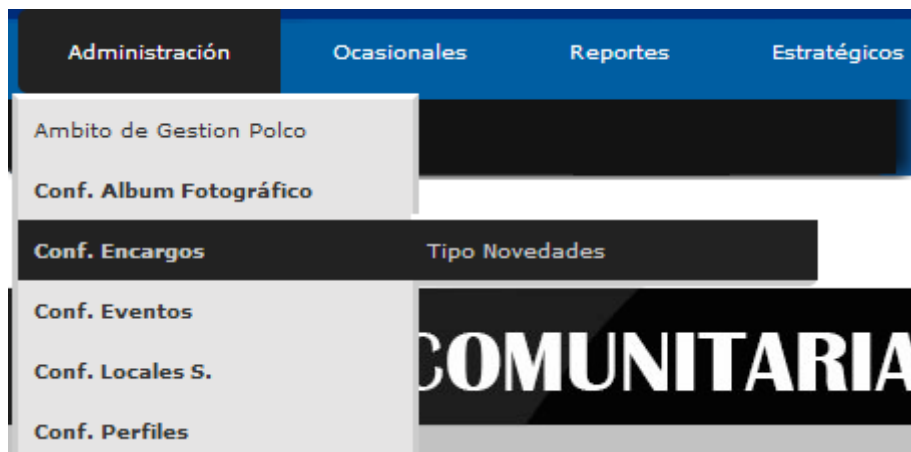 Administración Ocasionales Reportes Estratégicos
Ambito de Gestion Polco
Conf. Album Fotográfico
Conf. Encargos Tipo Novedades
Conf. Eventos
COMUNITARIA
Conf. Locales S.
Conf. Perfiles